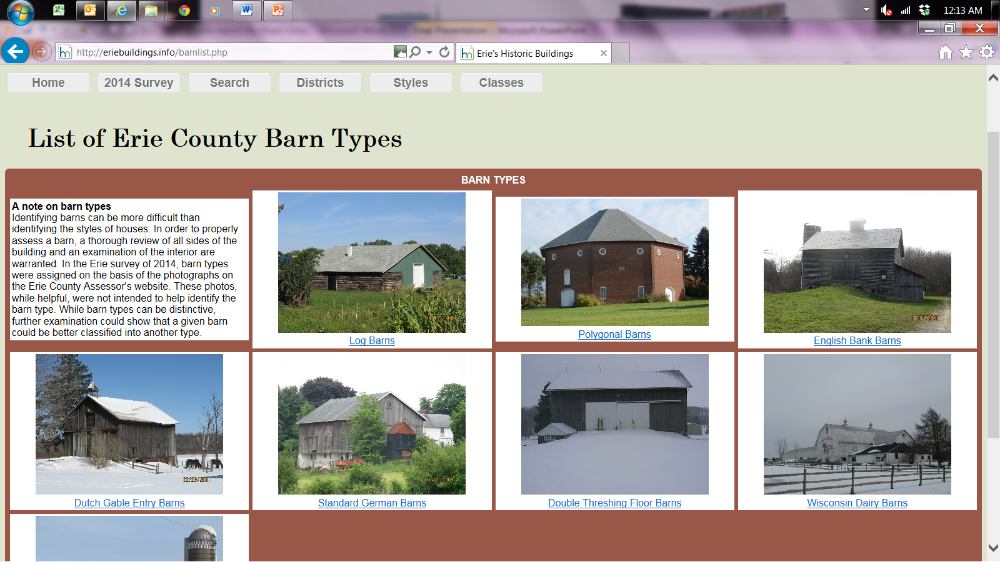 12:13 AM
http://eriebuildings.info/barnlist.php
Erie's Historic Buildings
Home
2014 Survey
Search
Districts
Styles
Classes
List of Erie County Barn Types
BARN TYPES
A note on barn types
Identifying barns can be more difficult than
identifying the styles of houses. In order to properly
assess a barn, a thorough review of all sides of the
building and an examination of the interior are
warranted. In the Erie survey of 2014, barn types
were assigned on the basis of the photographs on
the Erie County Assessor's website. These photos,
while helpful, were not intended to help identify the
barn type. While barn types can be distinctive,
further examination could show that a given barn
could be better classified into another type.
Log Barns
Polygonal Barns
English Bank Barns
Dutch Gable Entry Barns
Standard German Barns
Double Threshing Floor Barns
Wisconsin Dairy Barns